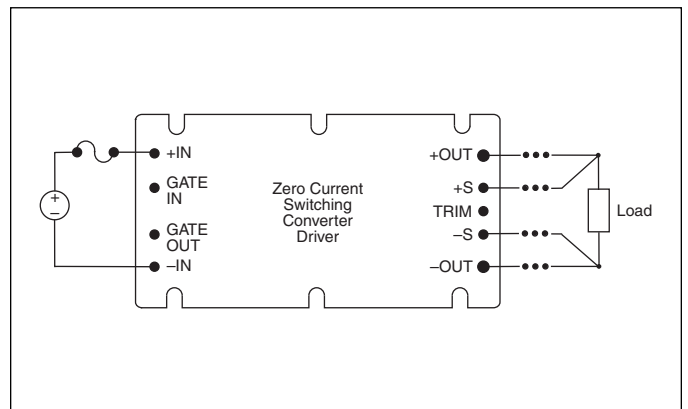 +IN
GATE
IN
GATE
OUT
–IN
Zero Current
Switching
Converter
Driver
+OUT
+S
TRIM
–S
–OUT
Load
+
–